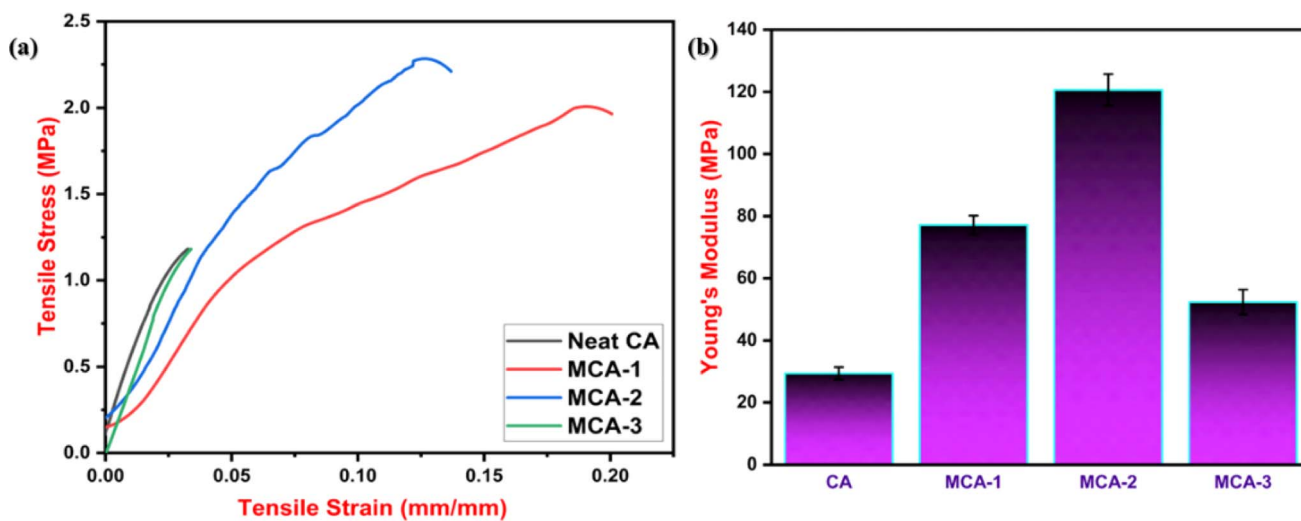 (a)
Tensile Stress (MPa)
2.5
2.0
1.5
1.0
0.5
0.0
0.00 0.05 0.10 0.15 0.20
Tensile Strain (mm/mm)
Neat CA
MCA-1
MCA-2
MCA-3
(b)
Young's Modulus (MPa)
140
120
100
80
60
40
20
0
CA MCA-1 MCA-2 MCA-3